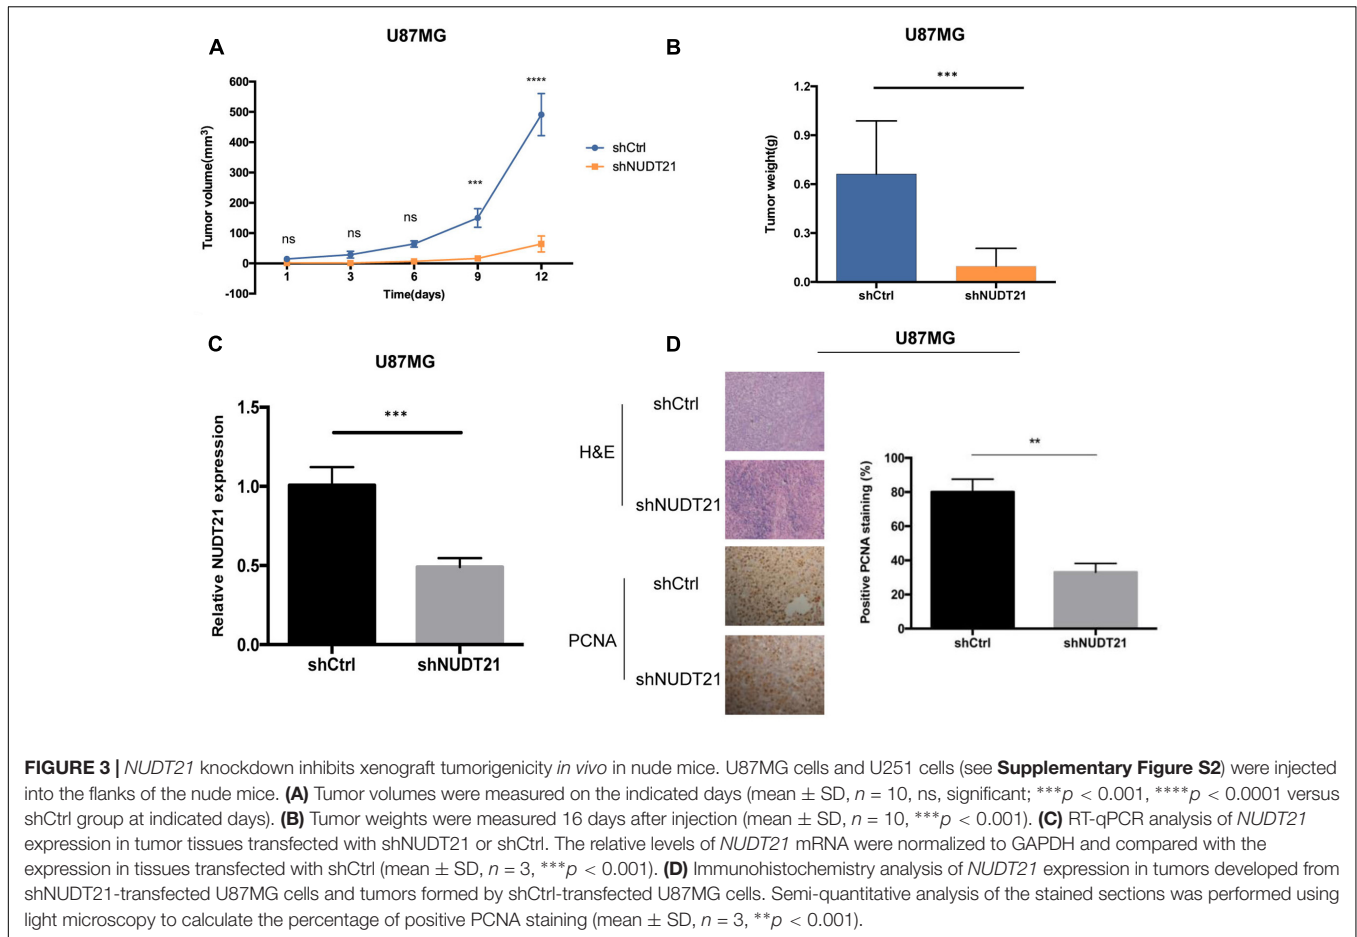 A
U87MG
600
500
400
300
200
100
0
-100
Tumor volume(mm³)
ns
ns
ns
***
****
1 3 6 9 12
Time(days)
shCtrl
shNUDT21
B
U87MG
***
1.2
0.9
0.6
0.3
0.0
Tumor weight(g)
shCtrl shNUDT21
C
U87MG
***
1.5
1.0
0.5
0.0
Relative NUDT21 expression
shCtrl shNUDT21
D
U87MG
H&E
shCtrl
shNUDT21
PCNA
shCtrl
shNUDT21
**
100
80
60
40
20
0
Positive PCNA staining (%)
shCtrl shNUDT21
FIGURE 3 | NUDT21 knockdown inhibits xenograft tumorigenicity in vivo in nude mice. U87MG cells and U251 cells (see Supplementary Figure S2) were injected
into the flanks of the nude mice. (A) Tumor volumes were measured on the indicated days (mean ± SD, n = 10, ns, significant; ***p < 0.001, ****p < 0.0001 versus
shCtrl group at indicated days). (B) Tumor weights were measured 16 days after injection (mean ± SD, n = 10, ***p < 0.001). (C) RT-qPCR analysis of NUDT21
expression in tumor tissues transfected with shNUDT21 or shCtrl. The relative levels of NUDT21 mRNA were normalized to GAPDH and compared with the
expression in tissues transfected with shCtrl (mean ± SD, n = 3, ***p < 0.001). (D) Immunohistochemistry analysis of NUDT21 expression in tumors developed from
shNUDT21-transfected U87MG cells and tumors formed by shCtrl-transfected U87MG cells. Semi-quantitative analysis of the stained sections was performed using
light microscopy to calculate the percentage of positive PCNA staining (mean ± SD, n = 3, **p < 0.001).